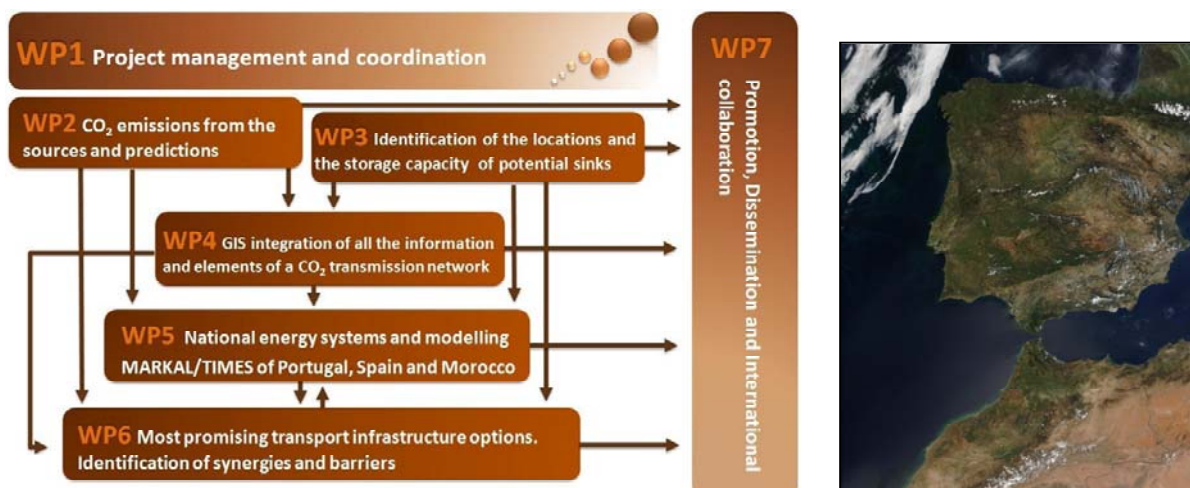 WP1 Project management and coordination
WP2 CO₂ emissions from the
sources and predictions
WP3 Identification of the locations and
the storage capacity of potential sinks
WP4 GIS integration of all the information
and elements of a CO₂ transmission network
WP5 National energy systems and modelling
MARKAL/TIMES of Portugal, Spain and Morocco
WP6 Most promising transport infrastructure options.
Identification of synergies and barriers
WP7
Promotion, Dissemination and International
collaboration